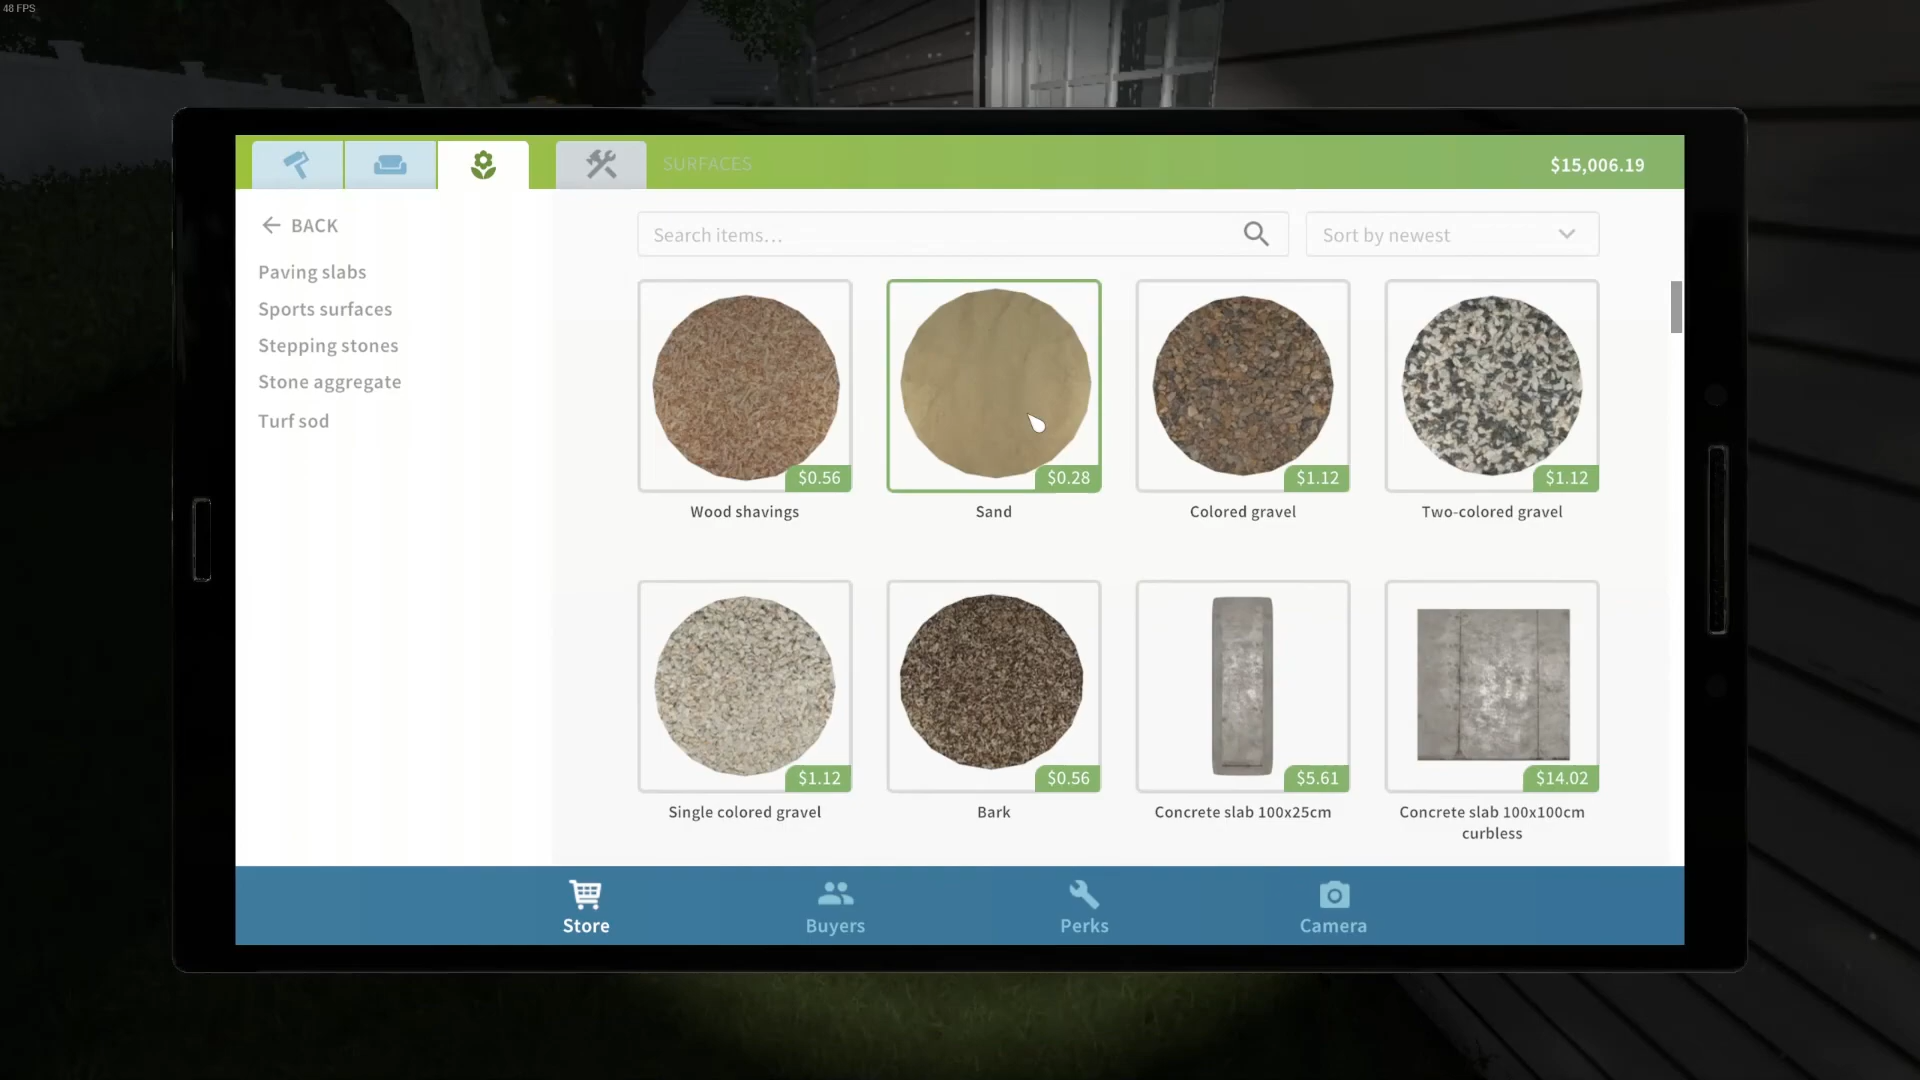 48 FPS
SURFACES
$15,006.19
BACK
Search items...
Sort by newest
Paving slabs
Sports surfaces
Stepping stones
Stone aggregate
Turf sod
$0.56
$0.28
$1.12
$1.12
Wood shavings
Sand
Colored gravel
Two-colored gravel
$1.12
$0.56
$5.61
$14.02
Single colored gravel
Bark
Concrete slab 100x25cm
Concrete slab 100x100cm
curbless
Store
Buyers
Perks
Camera